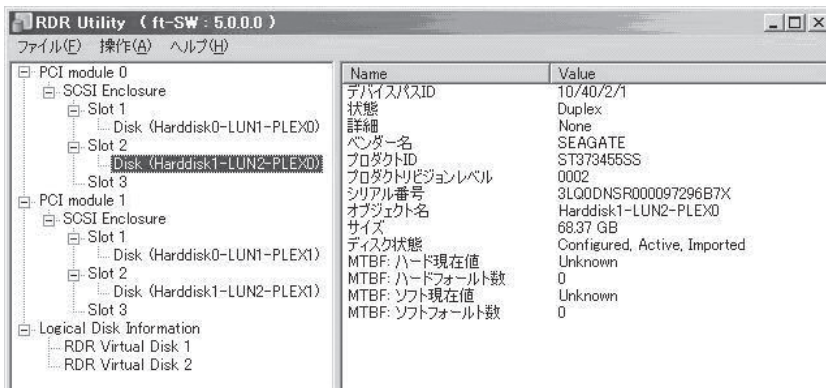 RDR Utility ( ft-SW : 5.0.0.0 )
ファイル(F) 操作(A) ヘルプ(H)
PCI module 0
SCSI Enclosure
Slot 1
Disk (Harddisk0-LUN1-PLEX0)
Slot 2
Disk (Harddisk1-LUN2-PLEX0)
Slot 3
PCI module 1
SCSI Enclosure
Slot 1
Disk (Harddisk0-LUN1-PLEX1)
Slot 2
Disk (Harddisk1-LUN2-PLEX1)
Slot 3
Logical Disk Information
RDR Virtual Disk 1
RDR Virtual Disk 2
Name Value
デバイスパスID 10/40/2/1
状態 Duplex
詳細 None
ベンダー名 SEAGATE
プロダクトID ST373455SS
プロダクトリビジョンレベル 0002
シリアル番号 3LQ0DNSR000097296B7X
オブジェクト名 Harddisk1-LUN2-PLEX0
サイズ 68.37 GB
ディスク状態 Configured, Active, Imported
MTBF: ハード現在値 Unknown
MTBF: ハードフォールト数 0
MTBF: ソフト現在値 Unknown
MTBF: ソフトフォールト数 0